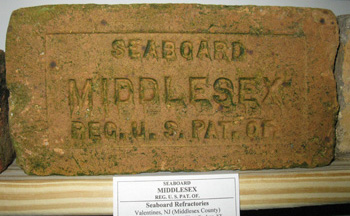 SEABOARD
MIDDLESEX
REG. U. S. PAT. OF.
SEABOARD
MIDDLESEX
REG. U. S. PAT. OF.
Seaboard Refractories
Valentines, NJ (Middlesex County)